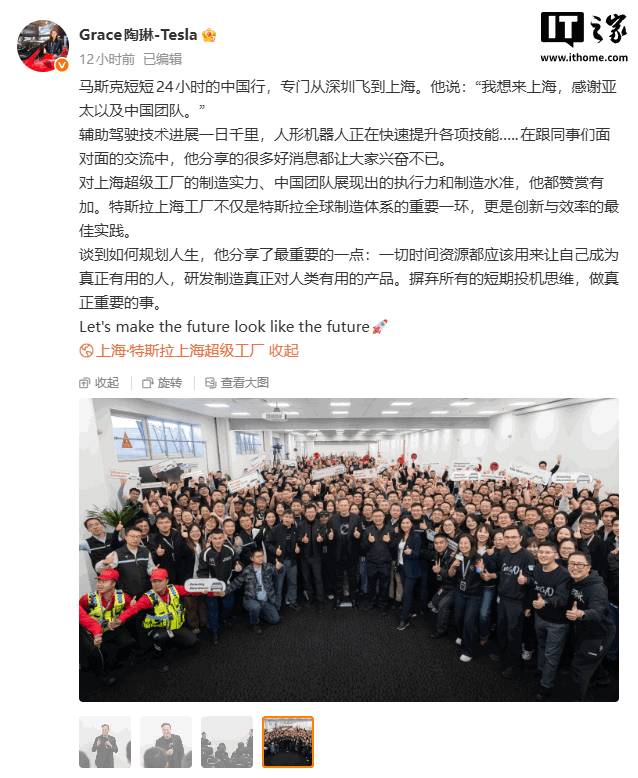 Grace陶琳-Tesla
IT之家
12小时前 已编辑
www.ithome.com
马斯克短短24小时的中国行，专门从深圳飞到上海。他说：“我想来上海，感谢亚
太以及中国团队。”
辅助驾驶技术进展一日千里，人形机器人正在快速提升各项技能.....在跟同事们面
对面的交流中，他分享的很多好消息都让大家兴奋不已。
对上海超级工厂的制造实力、中国团队展现出的执行力和制造水准，他都赞赏有
加。特斯拉上海工厂不仅是特斯拉全球制造体系的重要一环，更是创新与效率的最
佳实践。
谈到如何规划人生，他分享了最重要的一点：一切时间资源都应该用来让自己成为
真正有用的人，研发制造真正对人类有用的产品。摒弃所有的短期投机思维，做真
正重要的事。
Let's make the future look like the future🚀
上海·特斯拉上海超级工厂 收起
收起 旋转 查看大图